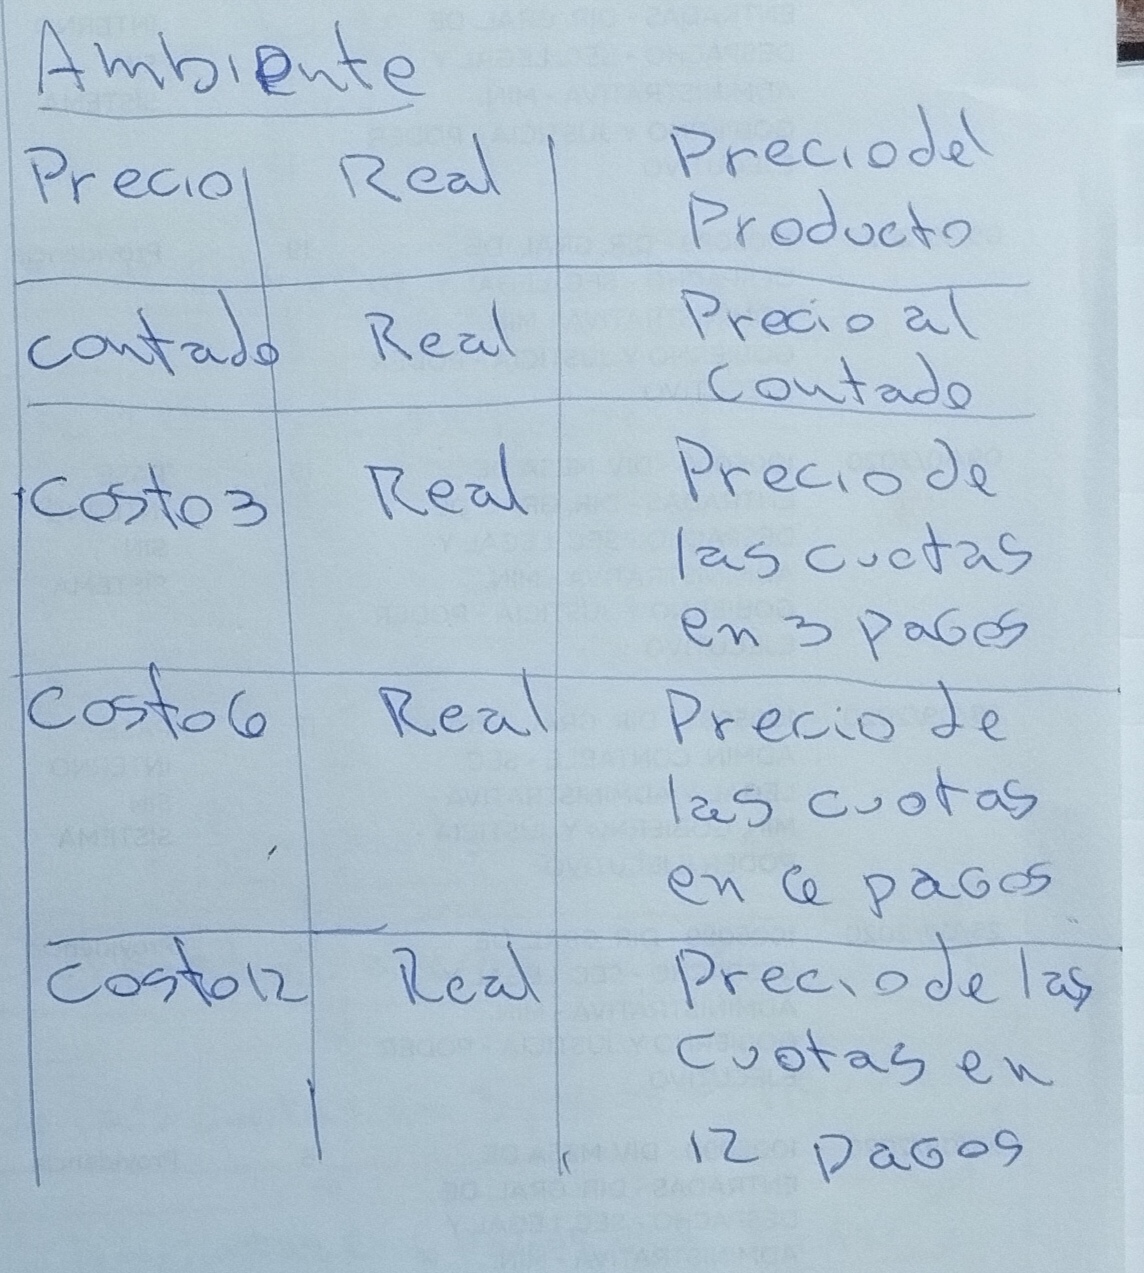 Ambiente
Precio Real Precio del
Producto
contado Real Precio al
Contado
Costo3 Real Precio de
las cuotas
en 3 pagos
Costo6 Real Precio de
las cuotas
en 6 pagos
Costo12 Real Precio de las
cuotas en
12 pagos